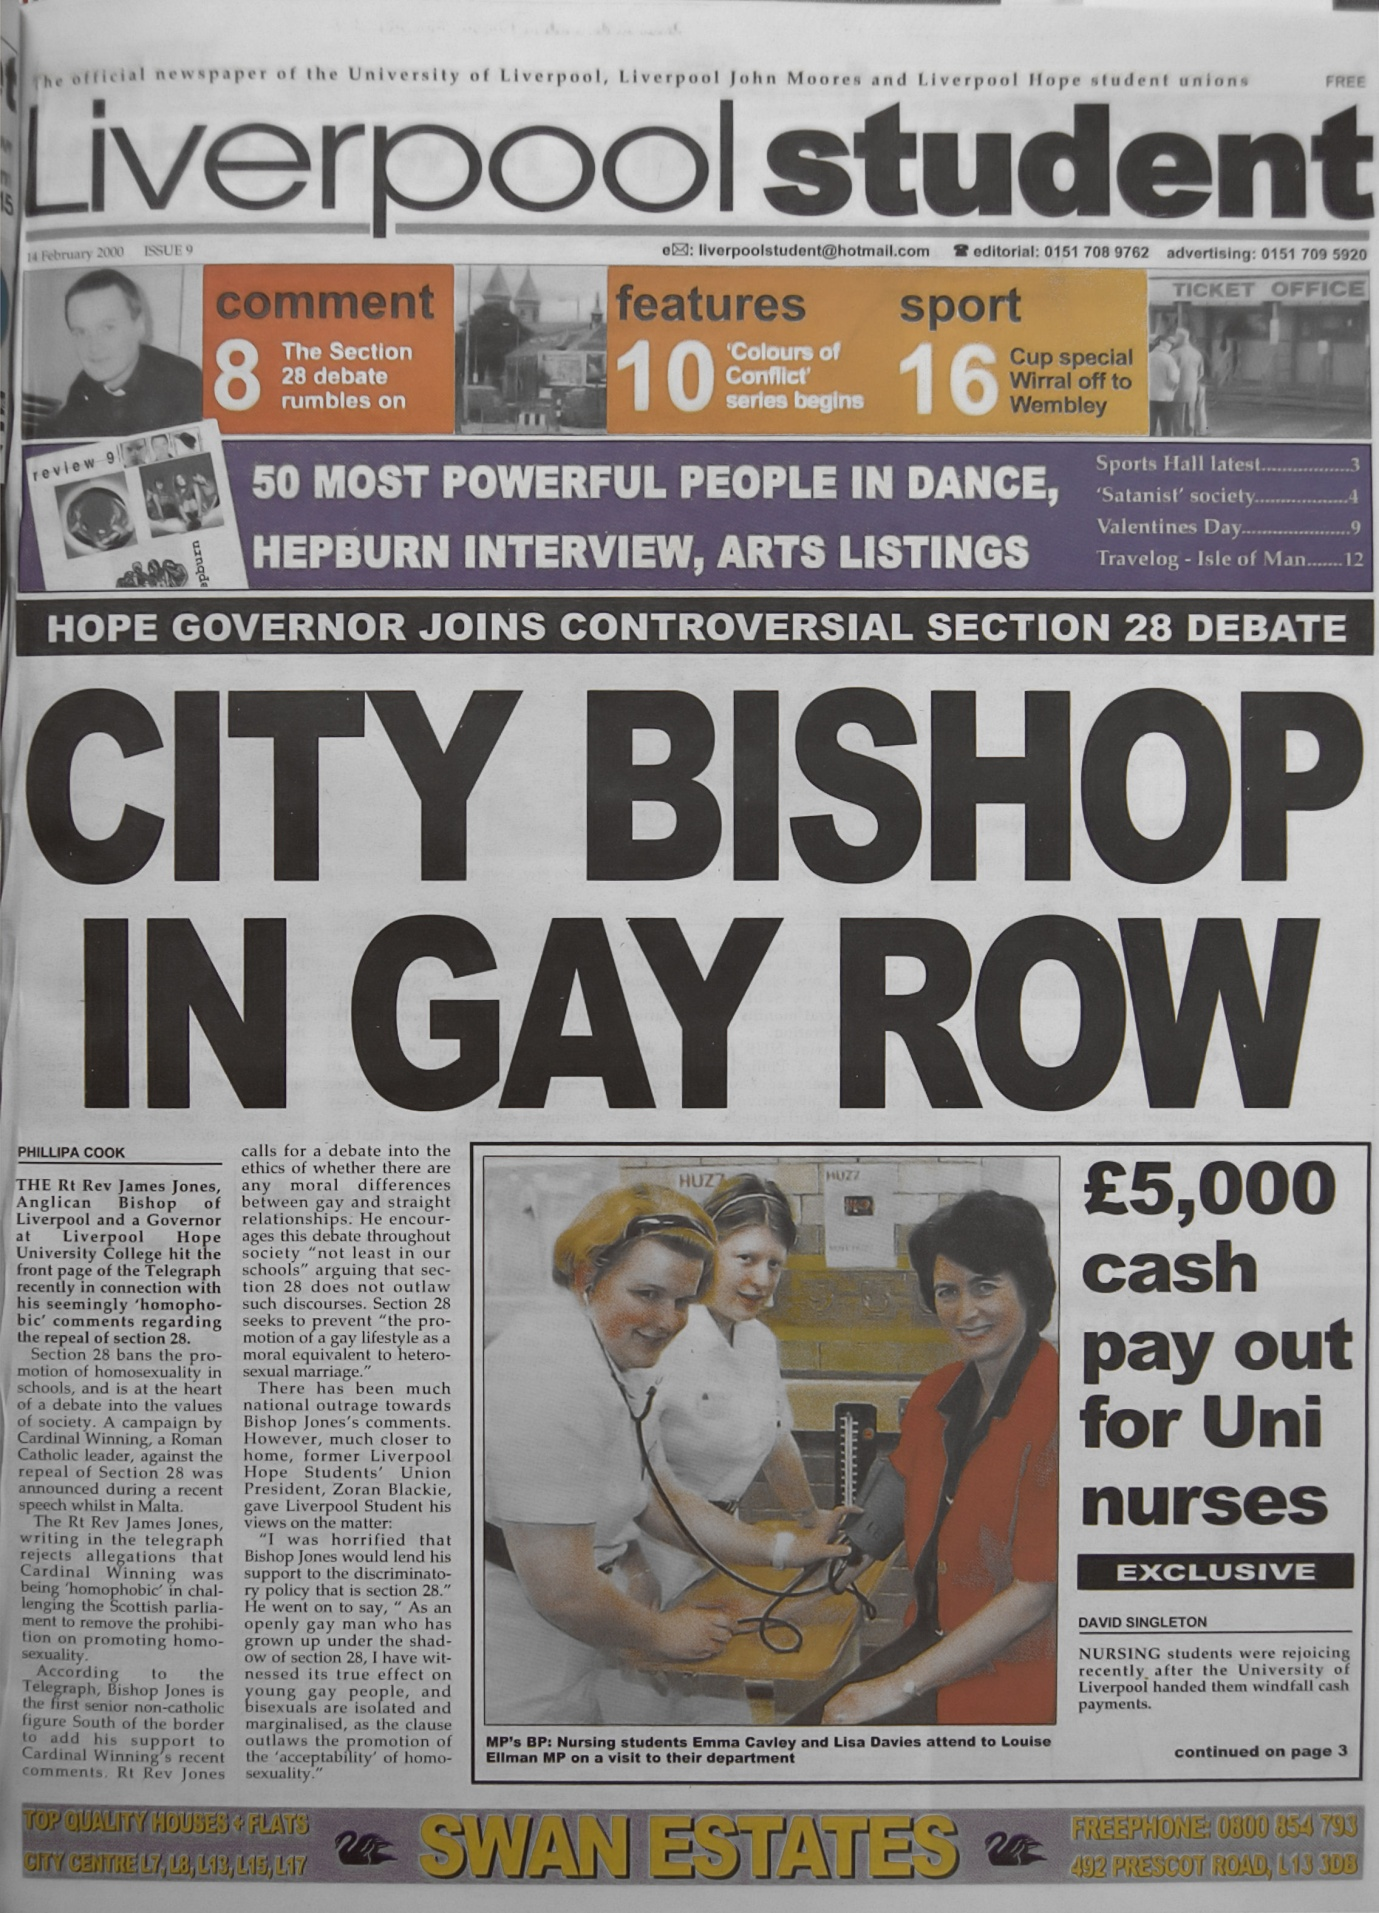 The official newspaper of the University of Liverpool, Liverpool John Moores and Liverpool Hope student unions
FREE
Liverpool student
14 February 2000 ISSUE 9
e✉: liverpoolstudent@hotmail.com ☎ editorial: 0151 708 9762 advertising: 0151 709 5920
comment
8
The Section
28 debate
rumbles on
features
10
'Colours of
Conflict'
series begins
sport
16
Cup special
Wirral off to
Wembley
TICKET OFFICE
review 9
50 MOST POWERFUL PEOPLE IN DANCE,
HEPBURN INTERVIEW, ARTS LISTINGS
Sports Hall latest................3
'Satanist' society.................4
Valentines Day....................9
Travelog - Isle of Man.......12
HOPE GOVERNOR JOINS CONTROVERSIAL SECTION 28 DEBATE
CITY BISHOP
IN GAY ROW
PHILLIPA COOK
THE Rt Rev James Jones,
Anglican Bishop of
Liverpool and a Governor
at Liverpool Hope
University College hit the
front page of the Telegraph
recently in connection with
his seemingly 'homopho-
bic' comments regarding
the repeal of section 28.
Section 28 bans the pro-
motion of homosexuality in
schools, and is at the heart
of a debate into the values
of society. A campaign by
Cardinal Winning, a Roman
Catholic leader, against the
repeal of Section 28 was
announced during a recent
speech whilst in Malta.
The Rt Rev James Jones,
writing in the telegraph
rejects allegations that
Cardinal Winning was
being 'homophobic' in chal-
lenging the Scottish parlia-
ment to remove the prohibi-
tion on promoting homo-
sexuality.
According to the
Telegraph, Bishop Jones is
the first senior non-catholic
figure South of the border
to add his support to
Cardinal Winning's recent
comments. Rt Rev Jones
calls for a debate into the
ethics of whether there are
any moral differences
between gay and straight
relationships. He encour-
ages this debate throughout
society "not least in our
schools" arguing that sec-
tion 28 does not outlaw
such discourses. Section 28
seeks to prevent "the pro-
motion of a gay lifestyle as a
moral equivalent to hetero-
sexual marriage."
There has been much
national outrage towards
Bishop Jones's comments.
However, much closer to
home, former Liverpool
Hope Students' Union
President, Zoran Blackie,
gave Liverpool Student his
views on the matter:
"I was horrified that
Bishop Jones would lend his
support to the discriminato-
ry policy that is section 28."
He went on to say, " As an
openly gay man who has
grown up under the shad-
ow of section 28, I have wit-
nessed its true effect on
young gay people, and
bisexuals are isolated and
marginalised, as the clause
outlaws the promotion of
the 'acceptability' of homo-
sexuality."
HUZZ
HUZZ
MP's BP: Nursing students Emma Cavley and Lisa Davies attend to Louise
Ellman MP on a visit to their department
£5,000
cash
pay out
for Uni
nurses
EXCLUSIVE
DAVID SINGLETON
NURSING students were rejoicing
recently after the University of
Liverpool handed them windfall cash
payments.
continued on page 3
TOP QUALITY HOUSES + FLATS
CITY CENTRE L7, L8, L13, L15, L17
SWAN ESTATES
FREEPHONE: 0800 854 793
492 PRESCOT ROAD, L13 3DB